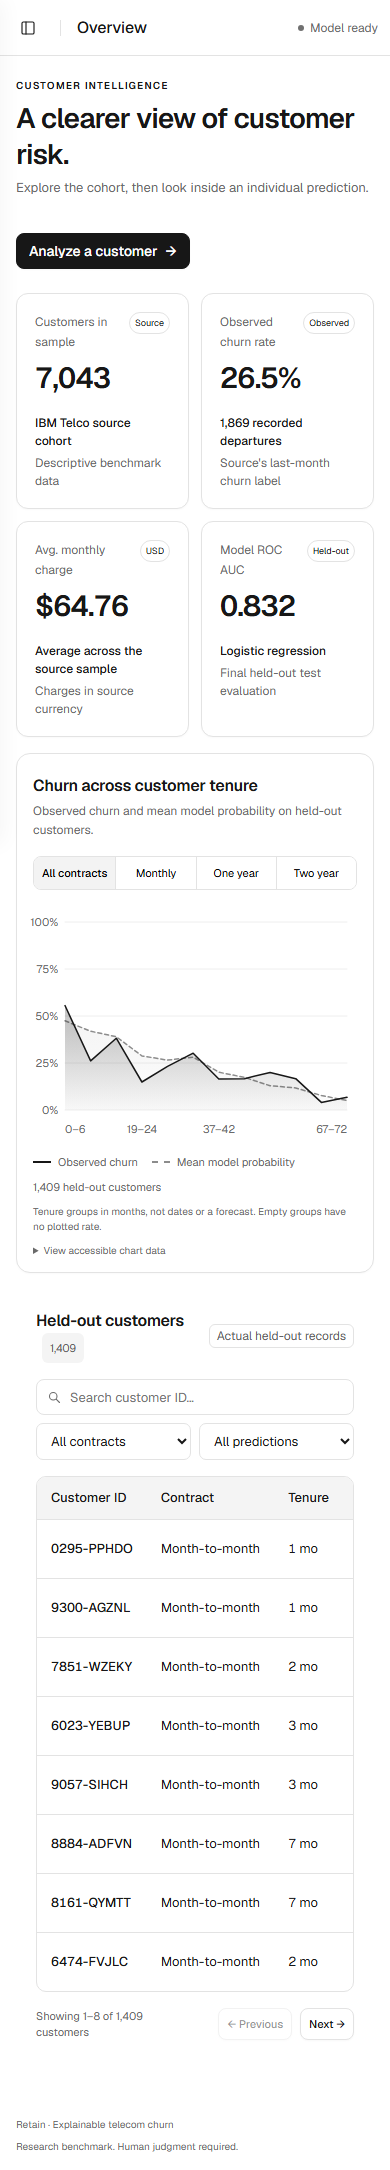 Overview
Model ready
CUSTOMER INTELLIGENCE
A clearer view of customer
risk.
Explore the cohort, then look inside an individual prediction.
Analyze a customer →
Customers in
sample
Source
7,043
IBM Telco source
cohort
Descriptive benchmark
data
Observed
churn rate
Observed
26.5%
1,869 recorded
departures
Source's last-month
churn label
Avg. monthly
charge
USD
$64.76
Average across the
source sample
Charges in source
currency
Model ROC
AUC
Held-out
0.832
Logistic regression
Final held-out test
evaluation
Churn across customer tenure
Observed churn and mean model probability on held-out
customers.
All contracts Monthly One year Two year
100%
75%
50%
25%
0%
0–6 19–24 37–42 67–72
Observed churn Mean model probability
1,409 held-out customers
Tenure groups in months, not dates or a forecast. Empty groups have
no plotted rate.
▶ View accessible chart data
Held-out customers
1,409
Actual held-out records
Search customer ID...
All contracts All predictions
Customer ID Contract Tenure
0295-PPHDO Month-to-month 1 mo
9300-AGZNL Month-to-month 1 mo
7851-WZEKY Month-to-month 2 mo
6023-YEBUP Month-to-month 3 mo
9057-SIHCH Month-to-month 3 mo
8884-ADFVN Month-to-month 7 mo
8161-QYMTT Month-to-month 7 mo
6474-FVJLC Month-to-month 2 mo
Showing 1–8 of 1,409
customers
← Previous Next →
Retain · Explainable telecom churn
Research benchmark. Human judgment required.